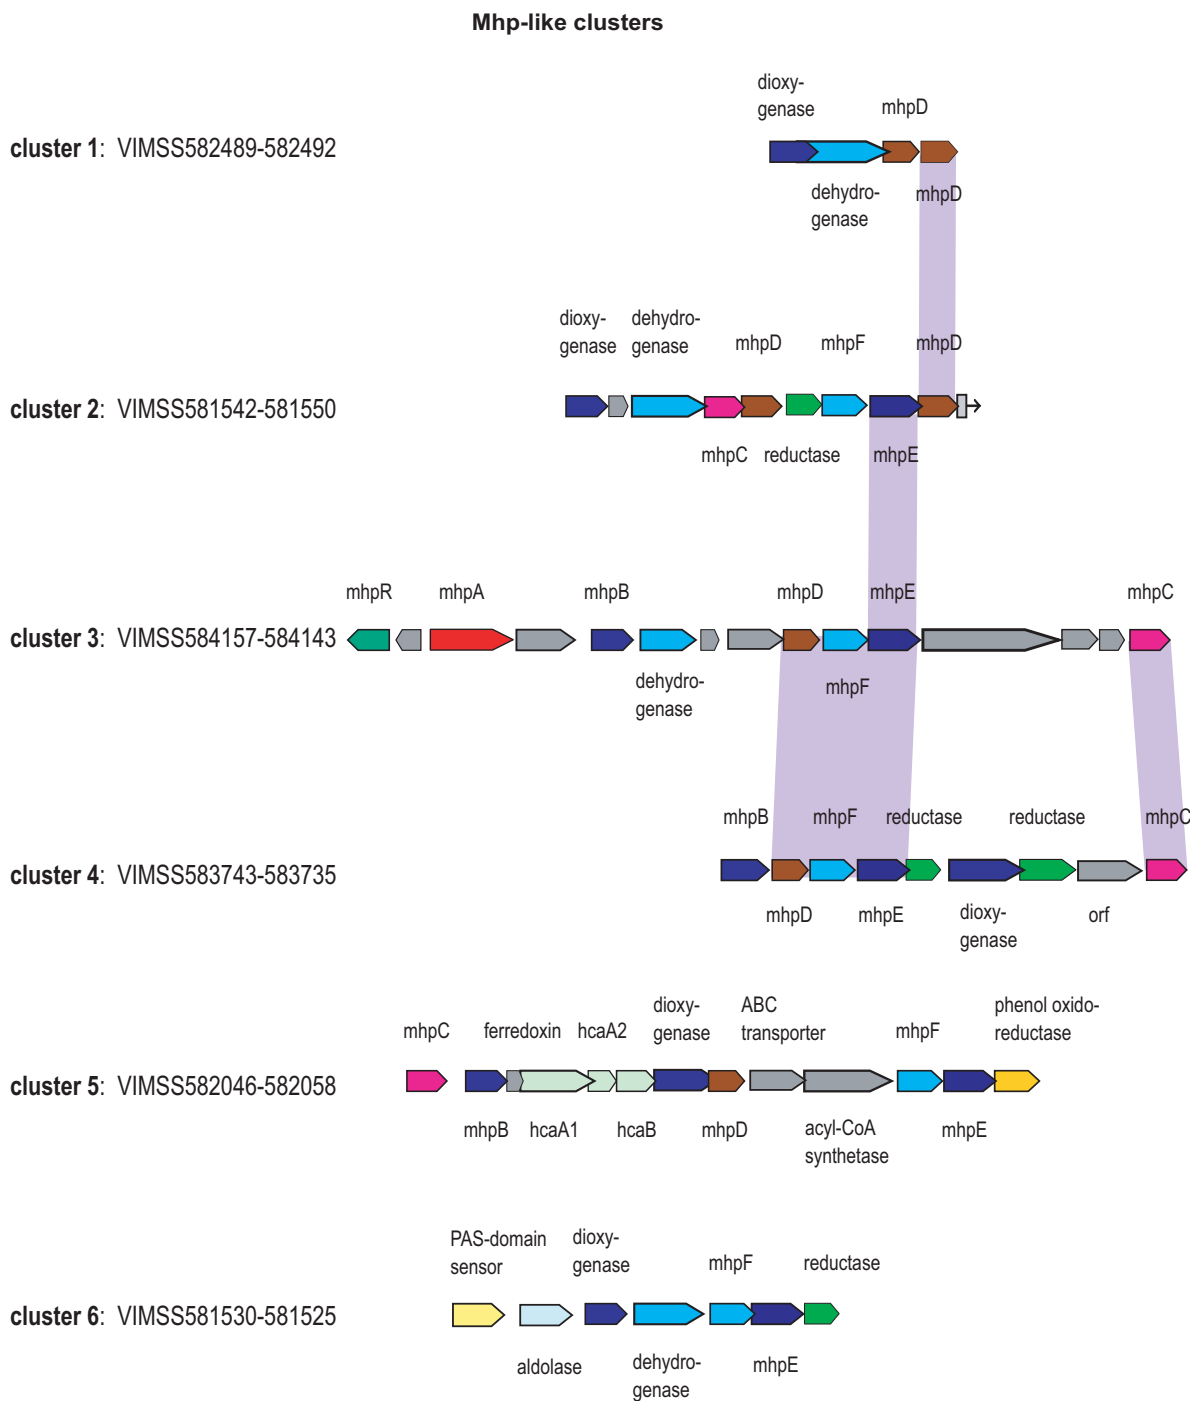 Mhp-like clusters
dioxy-
genase
mhpD
cluster 1: VIMSS582489-582492
dehydro-
genase
mhpD
dioxy-
genase
dehydro-
genase
mhpD
mhpF
mhpD
cluster 2: VIMSS581542-581550
mhpC
reductase
mhpE
mhpR
mhpA
mhpB
mhpD
mhpE
mhpC
cluster 3: VIMSS584157-584143
dehydro-
genase
mhpF
mhpB
mhpF
reductase
reductase
mhpC
cluster 4: VIMSS583743-583735
mhpD
mhpE
dioxy-
genase
orf
mhpC
ferredoxin
hcaA2
dioxy-
genase
ABC
transporter
mhpF
phenol oxido-
reductase
cluster 5: VIMSS582046-582058
mhpB
hcaA1
hcaB
mhpD
acyl-CoA
synthetase
mhpE
PAS-domain
sensor
dioxy-
genase
mhpF
reductase
cluster 6: VIMSS581530-581525
aldolase
dehydro-
genase
mhpE